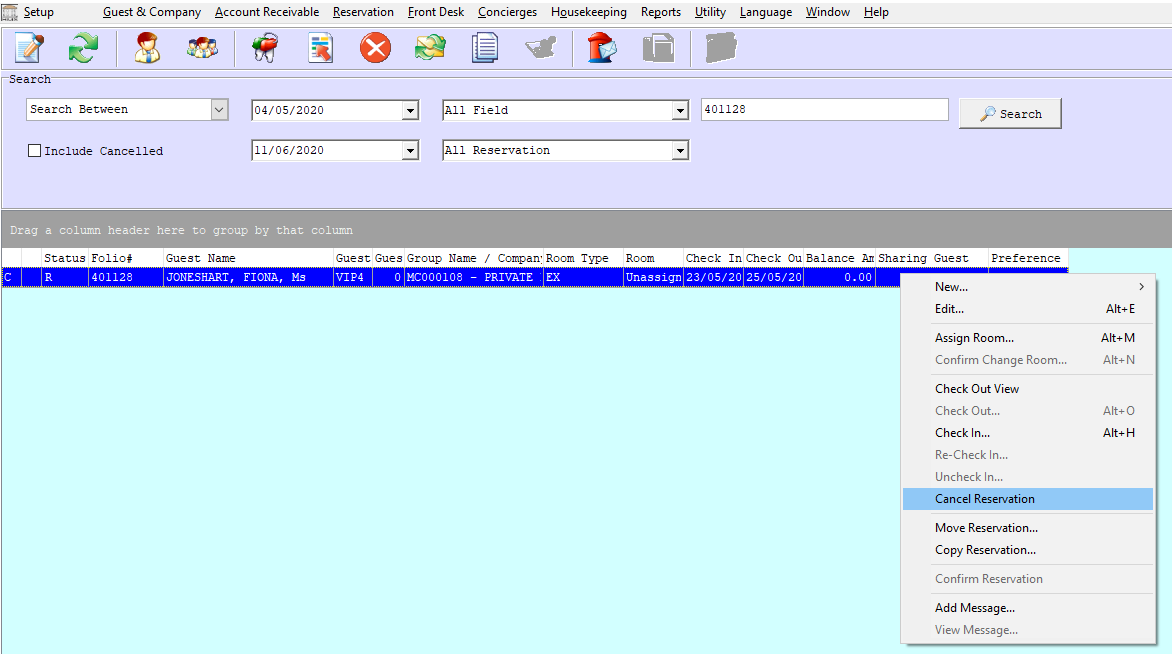 Setup Guest & Company Account Receivable Reservation Front Desk Concierges Housekeeping Reports Utility Language Window Help
Search
Search Between 04/05/2020 All Field 401128 Search
Include Cancelled 11/06/2020 All Reservation
Drag a column header here to group by that column
Status Folio# Guest Name Guest Gues Group Name / Company Room Type Room Check In Check Ou Balance Am Sharing Guest Preference
C R 401128 JONESHART, FIONA, Ms VIP4 0 MC000108 - PRIVATE EX Unassign 23/05/20 25/05/20 0.00
New...
Edit... Alt+E
Assign Room... Alt+M
Confirm Change Room... Alt+N
Check Out View
Check Out... Alt+O
Check In... Alt+H
Re-Check In...
Uncheck In...
Cancel Reservation
Move Reservation...
Copy Reservation...
Confirm Reservation
Add Message...
View Message...